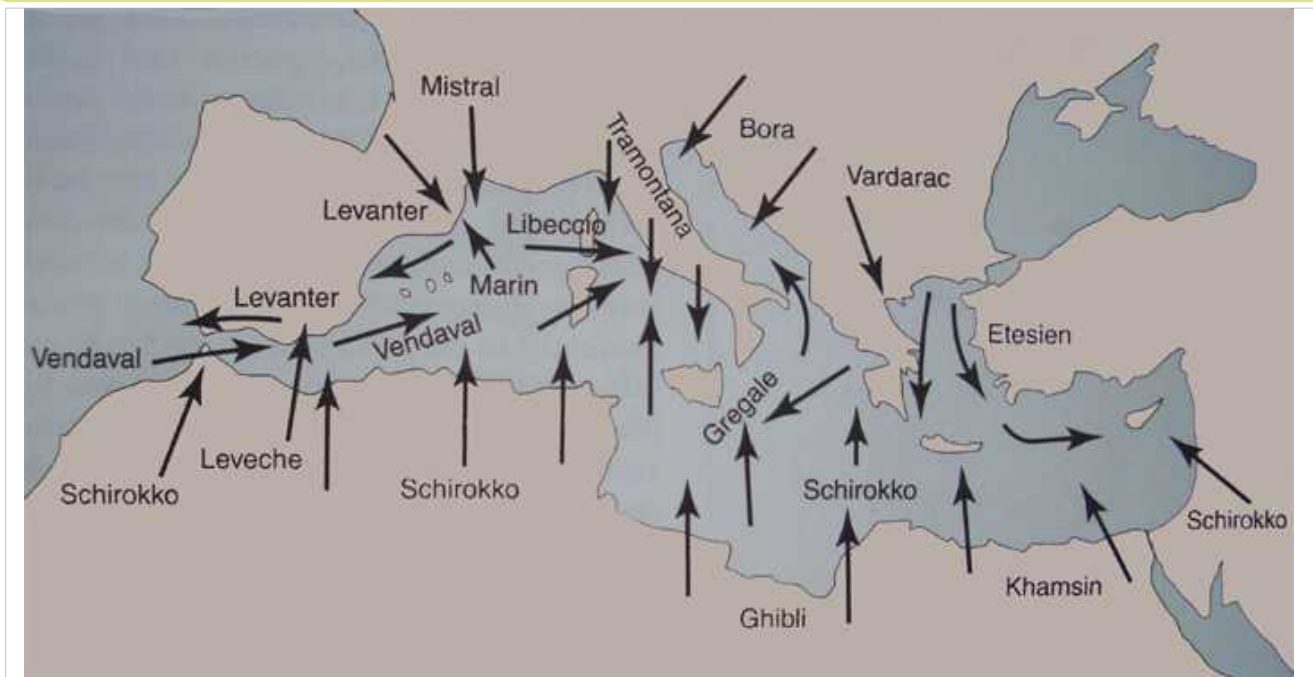 Mistral
Tramontana
Bora
Vardarac
Levanter
Libeccio
Marin
Levanter
Vendaval
Vendaval
Etesien
Gregale
Leveche
Schirokko
Schirokko
Schirokko
Schirokko
Khamsin
Ghibli